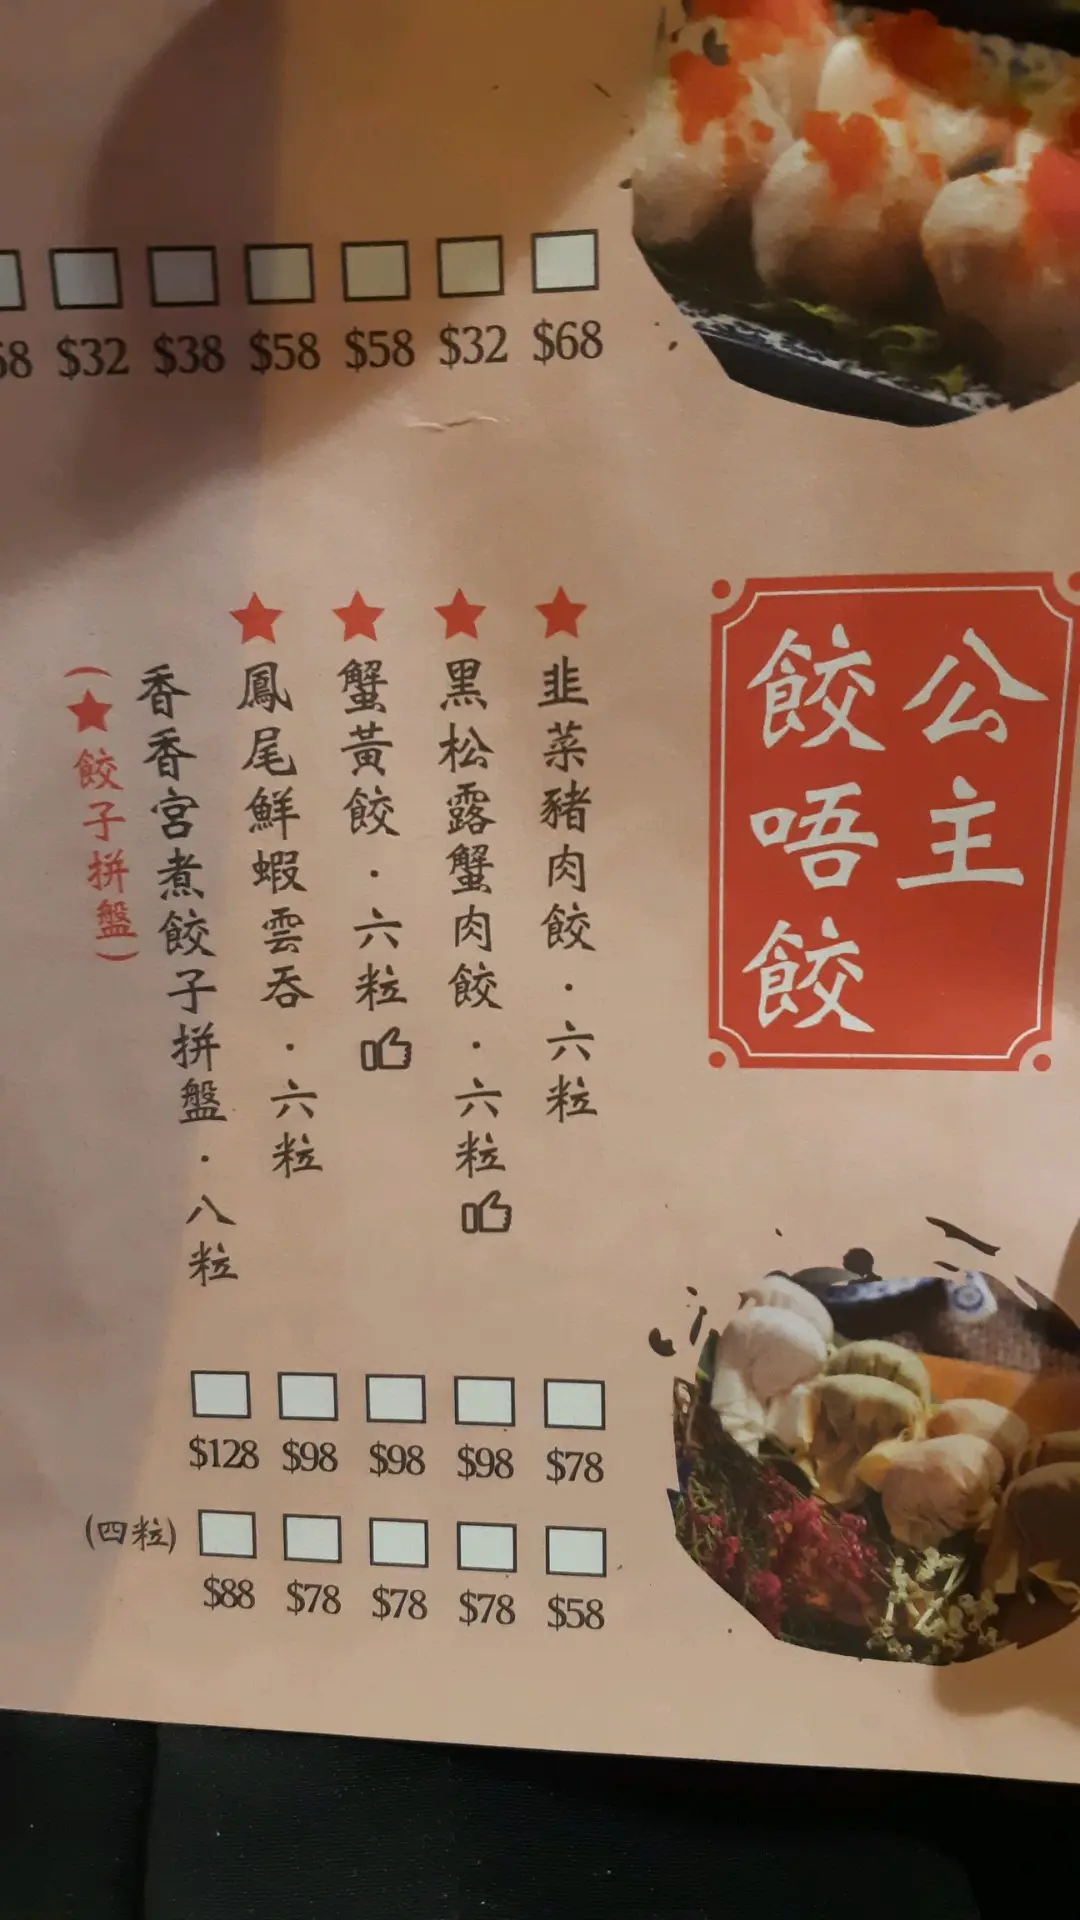 68 $32 $38 $58 $58 $32 $68
公主
餃唔餃
韭菜豬肉餃・六粒
黑松露蟹肉餃・六粒
蟹黃餃・六粒
鳳尾鮮蝦雲吞・六粒
香香宮煮餃子拼盤・八粒
(★餃子拼盤)
$128 $98 $98 $98 $78
(四粒)
$88 $78 $78 $78 $58